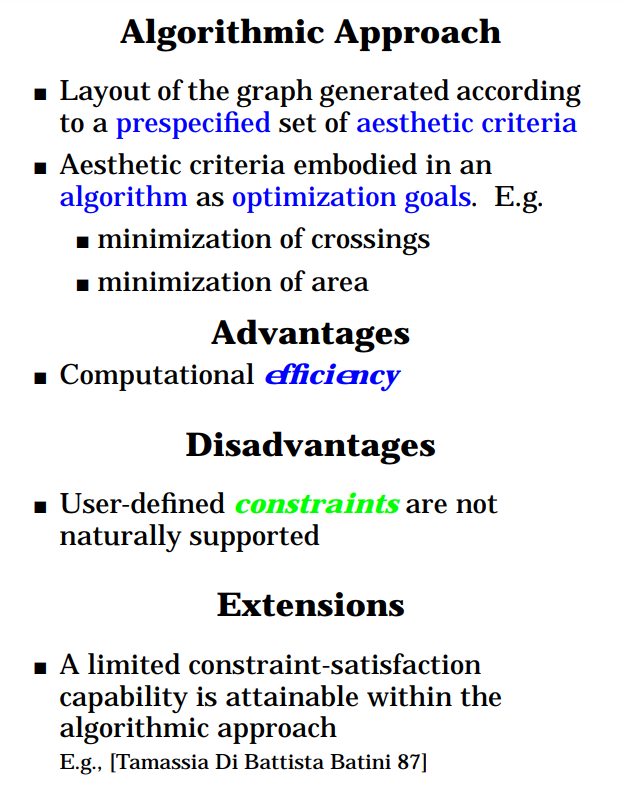 Algorithmic Approach
■ Layout of the graph generated according
to a prespecified set of aesthetic criteria
■ Aesthetic criteria embodied in an
algorithm as optimization goals. E.g.
■ minimization of crossings
■ minimization of area
Advantages
■ Computational efficiency
Disadvantages
■ User-defined constraints are not
naturally supported
Extensions
■ A limited constraint-satisfaction
capability is attainable within the
algorithmic approach
E.g., [Tamassia Di Battista Batini 87]